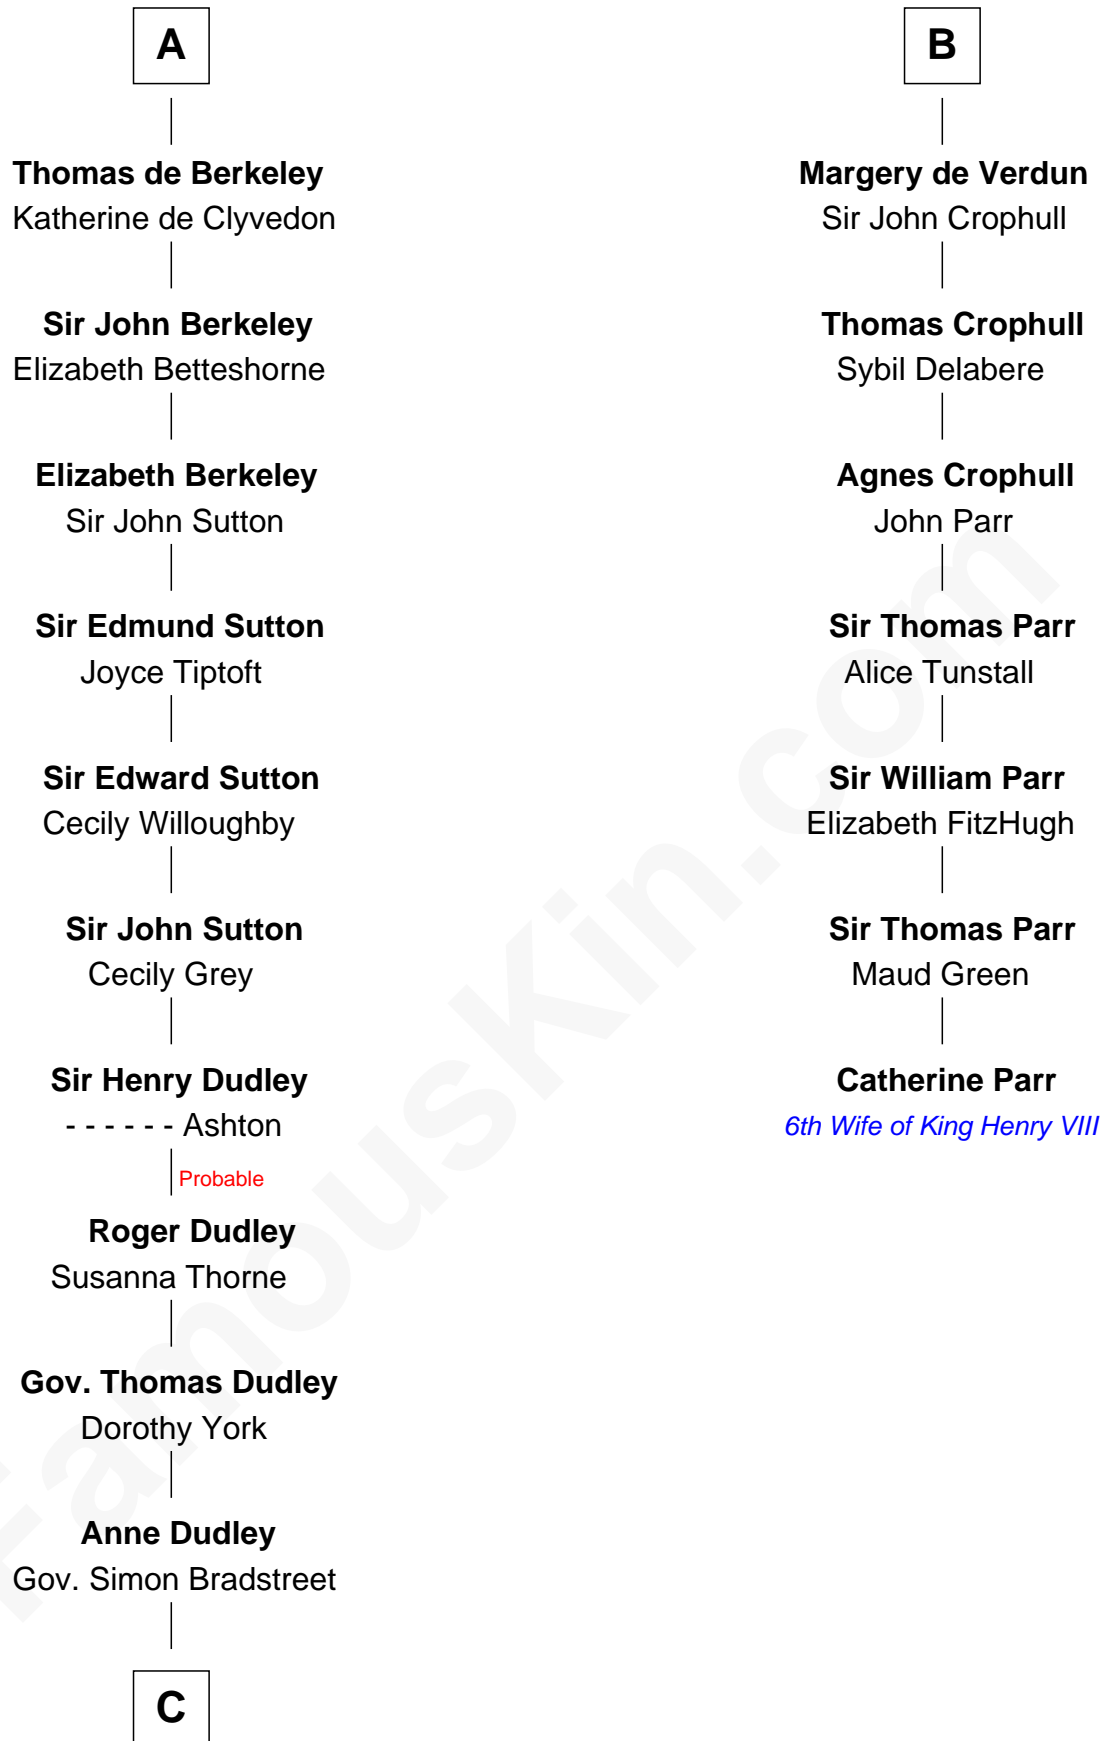 A
Thomas de Berkeley
Katherine de Clyvedon
Sir John Berkeley
Elizabeth Betteshorne
Elizabeth Berkeley
Sir John Sutton
Sir Edmund Sutton
Joyce Tiptoft
Sir Edward Sutton
Cecily Willoughby
Sir John Sutton
Cecily Grey
Sir Henry Dudley
- - - - - - Ashton
Probable
Roger Dudley
Susanna Thorne
Gov. Thomas Dudley
Dorothy York
Anne Dudley
Gov. Simon Bradstreet
C
B
Margery de Verdun
Sir John Crophull
Thomas Crophull
Sybil Delabere
Agnes Crophull
John Parr
Sir Thomas Parr
Alice Tunstall
Sir William Parr
Elizabeth FitzHugh
Sir Thomas Parr
Maud Green
Catherine Parr
6th Wife of King Henry VIII
FamousKin.com